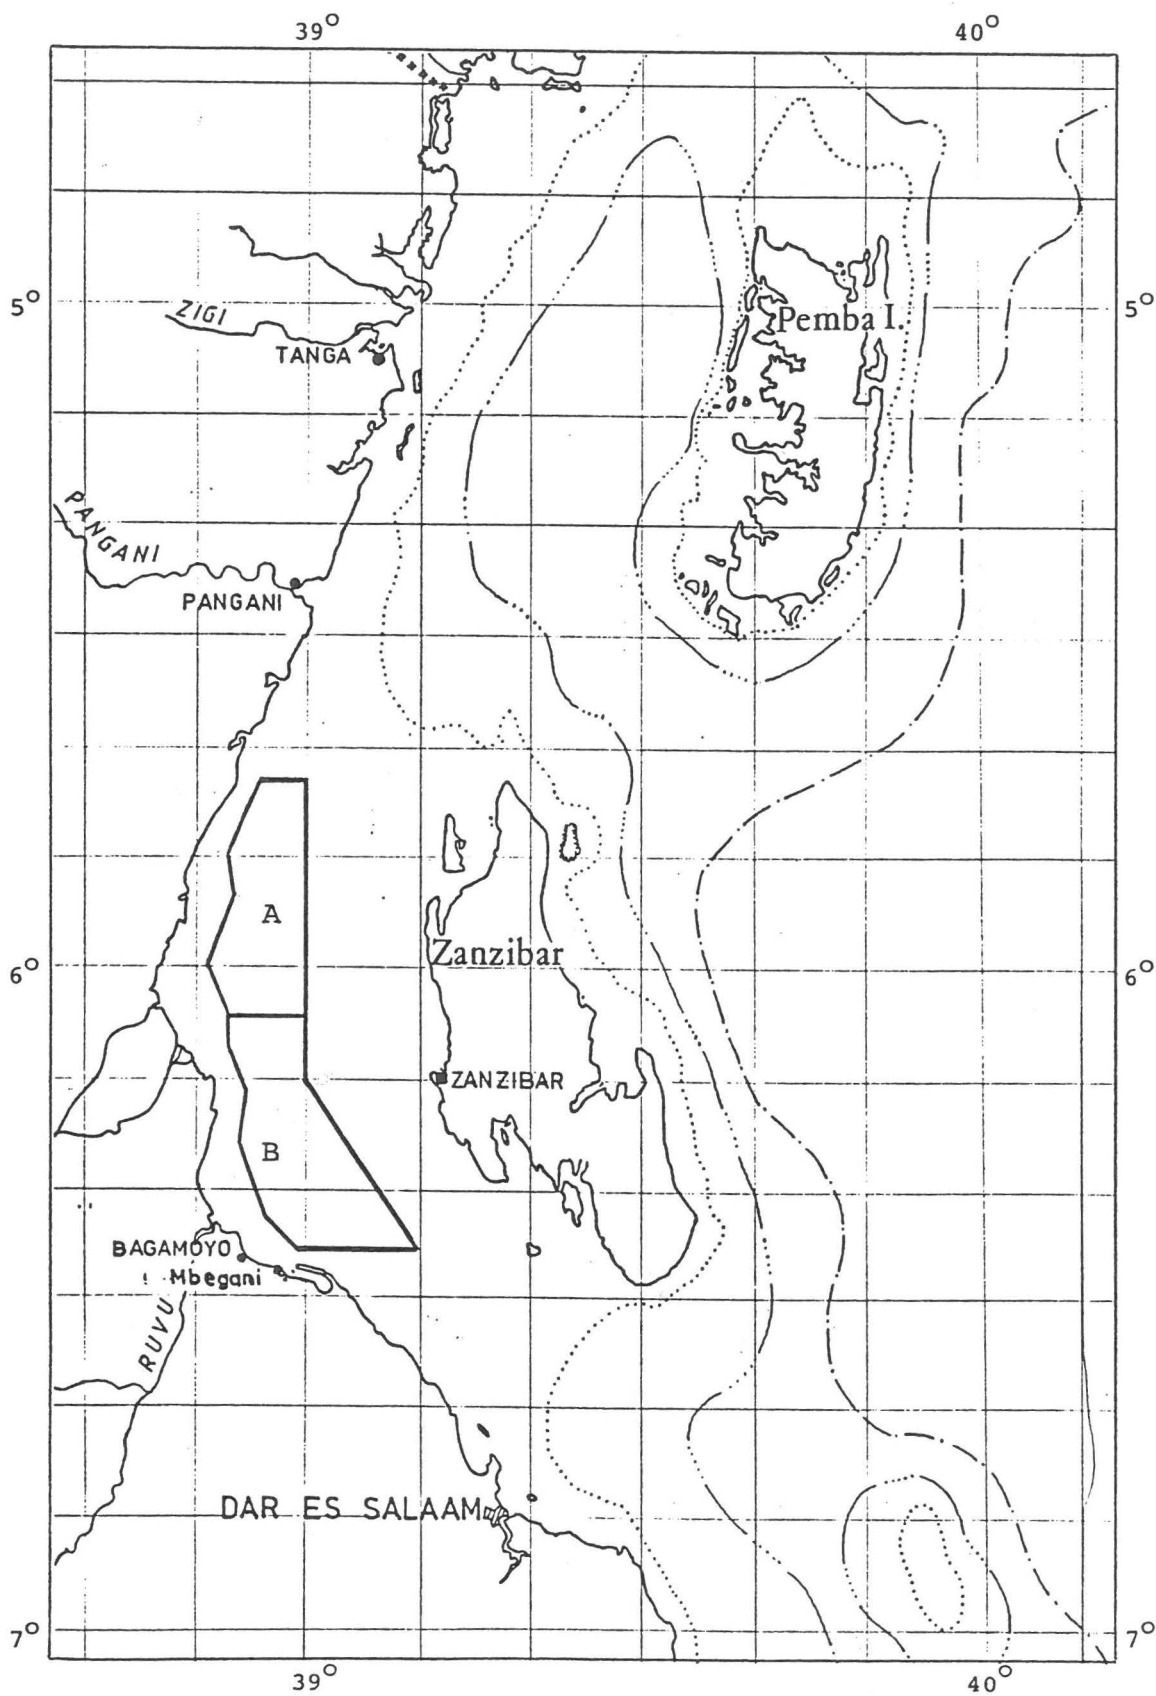 39°
40°
5°
5°
ZIGI
TANGA
Pemba I.
PANGANI
PANGANI
A
Zanzibar
6°
6°
ZANZIBAR
B
BAGAMOYO
Mbegani
RUVU
DAR ES SALAAM
7°
7°
39°
40°